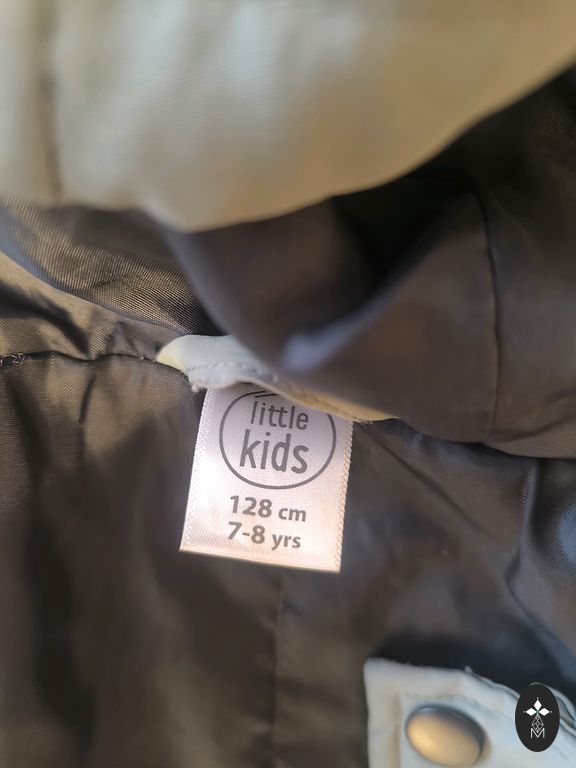 little
kids
128 cm
7-8 yrs
M